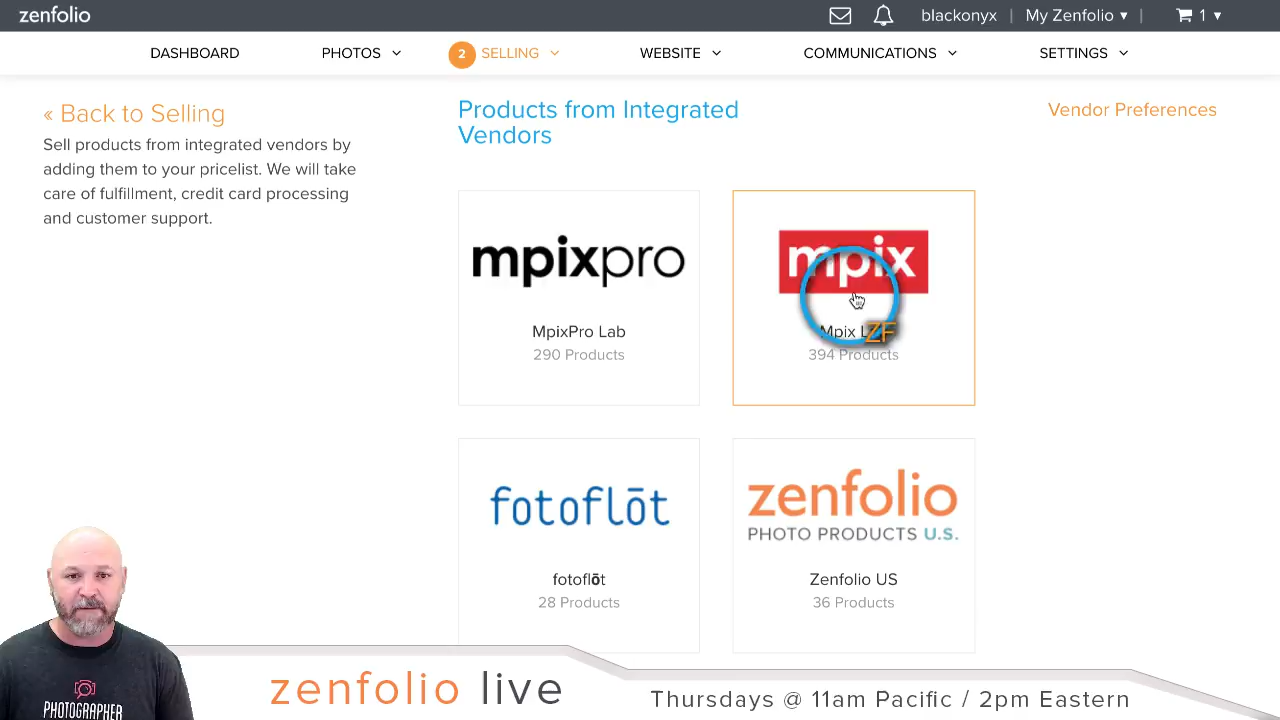 zenfolio
blackonyx | My Zenfolio ▾ | 1 ▾
DASHBOARD PHOTOS 2 SELLING WEBSITE COMMUNICATIONS SETTINGS
« Back to Selling
Sell products from integrated vendors by
adding them to your pricelist. We will take
care of fulfillment, credit card processing
and customer support.
Products from Integrated
Vendors
Vendor Preferences
mpixpro
MpixPro Lab
290 Products
mpix
Mpix
ZF
394 Products
fotoflōt
fotoflōt
28 Products
zenfolio
PHOTO PRODUCTS U.S.
Zenfolio US
36 Products
PHOTOGRAPHER
zenfolio live
Thursdays @ 11am Pacific / 2pm Eastern